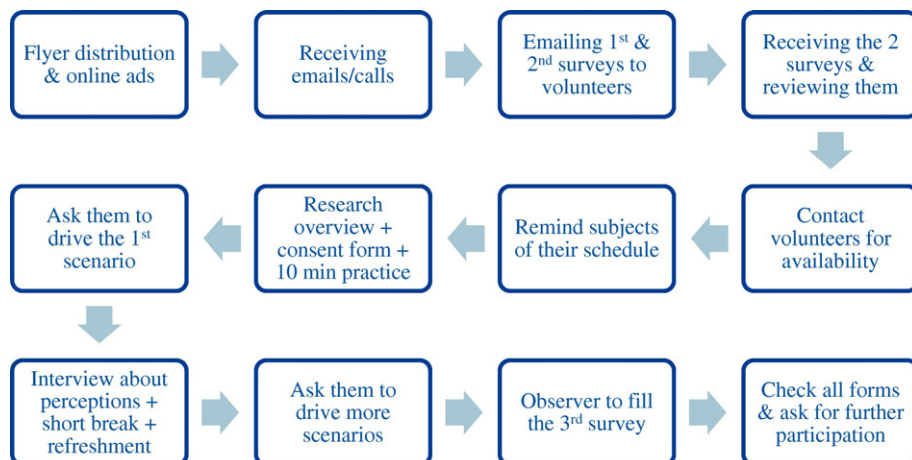 Flyer distribution
& online ads
Receiving
emails/calls
Emailing 1st &
2nd surveys to
volunteers
Receiving the 2
surveys &
reviewing them
Contact
volunteers for
availability
Remind subjects
of their schedule
Research
overview +
consent form +
10 min practice
Ask them to
drive the 1st
scenario
Interview about
perceptions +
short break +
refreshment
Ask them to
drive more
scenarios
Observer to fill
the 3rd survey
Check all forms
& ask for further
participation